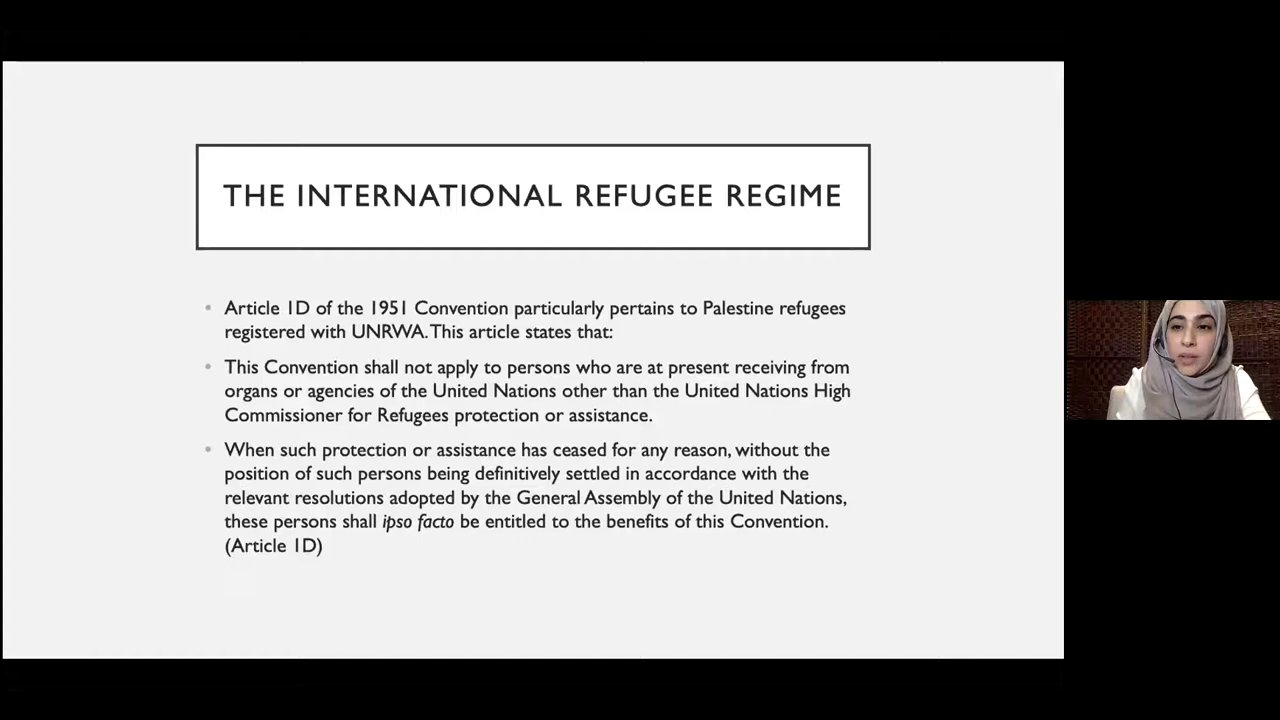 THE INTERNATIONAL REFUGEE REGIME
• Article 1D of the 1951 Convention particularly pertains to Palestine refugees
registered with UNRWA. This article states that:
• This Convention shall not apply to persons who are at present receiving from
organs or agencies of the United Nations other than the United Nations High
Commissioner for Refugees protection or assistance.
• When such protection or assistance has ceased for any reason, without the
position of such persons being definitively settled in accordance with the
relevant resolutions adopted by the General Assembly of the United Nations,
these persons shall ipso facto be entitled to the benefits of this Convention.
(Article 1D)